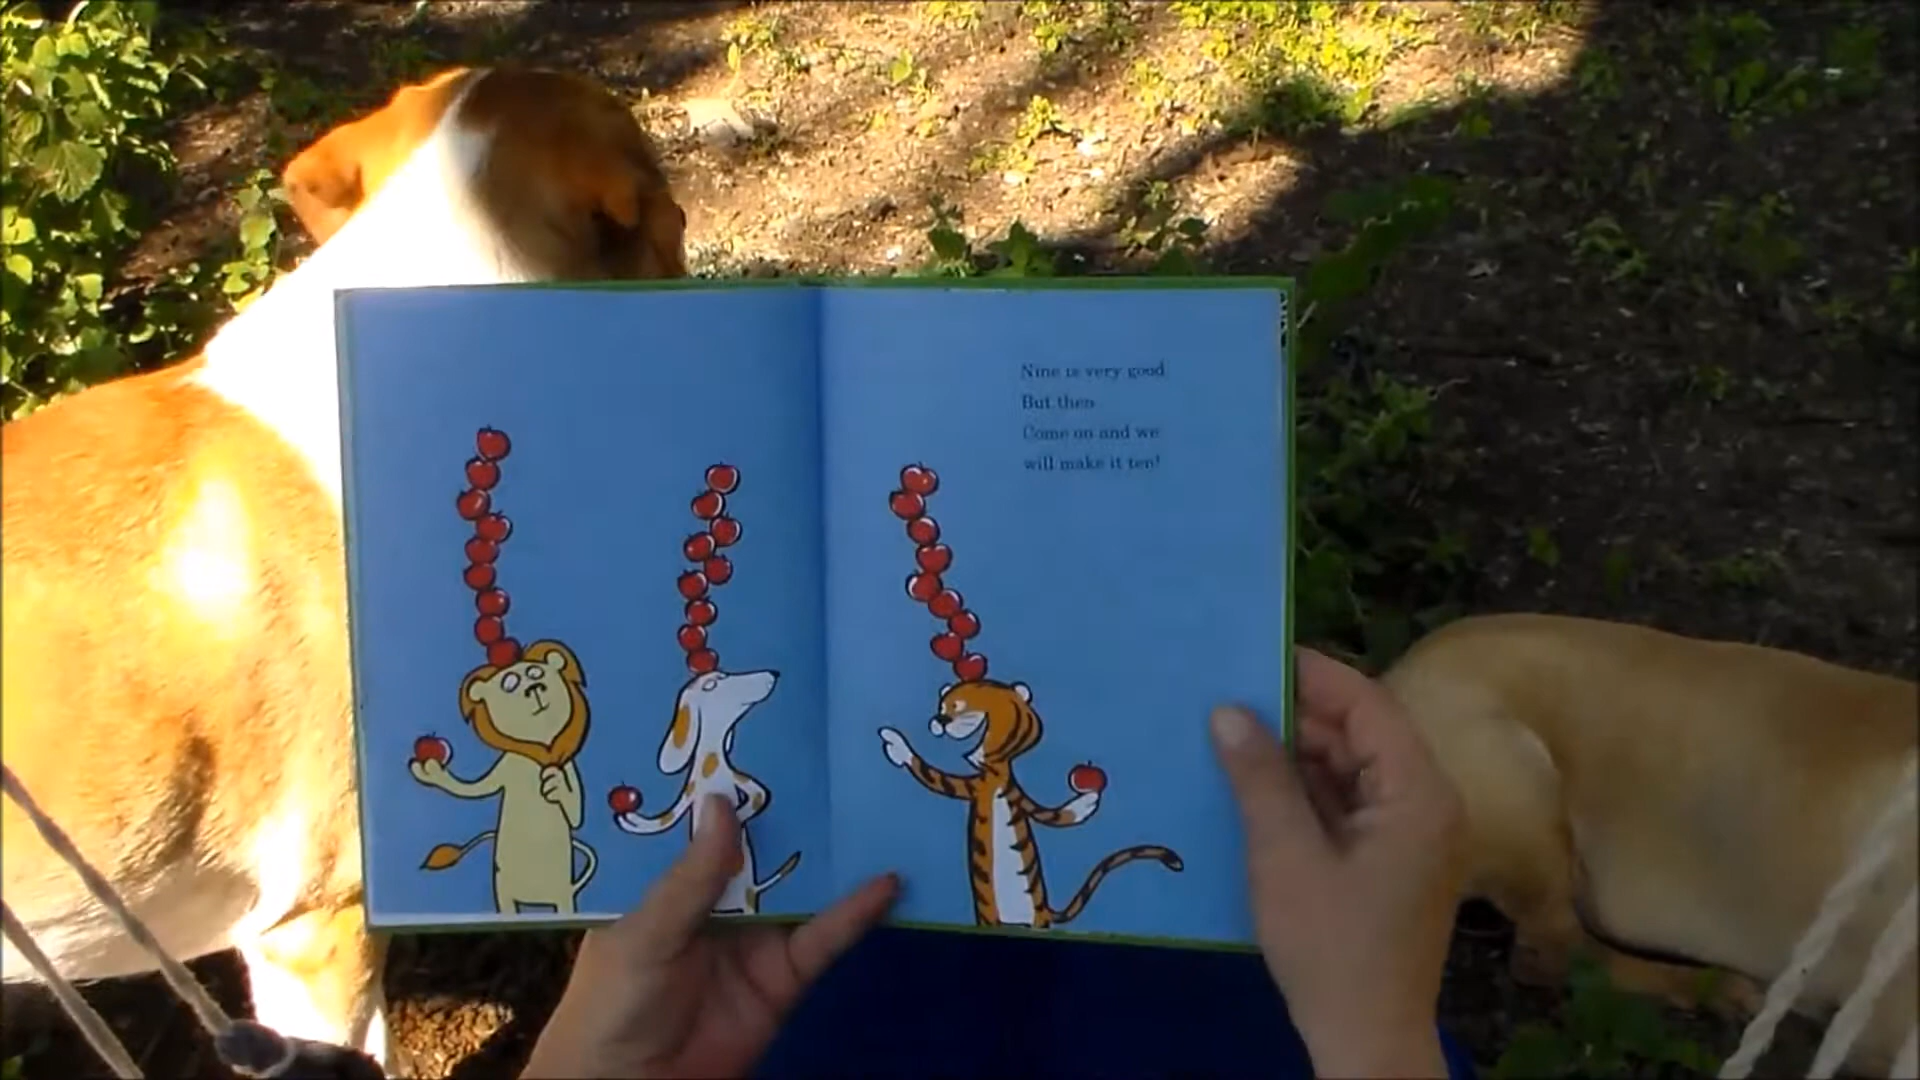 Nine is very good.
But then
Come on and we
will make it ten!